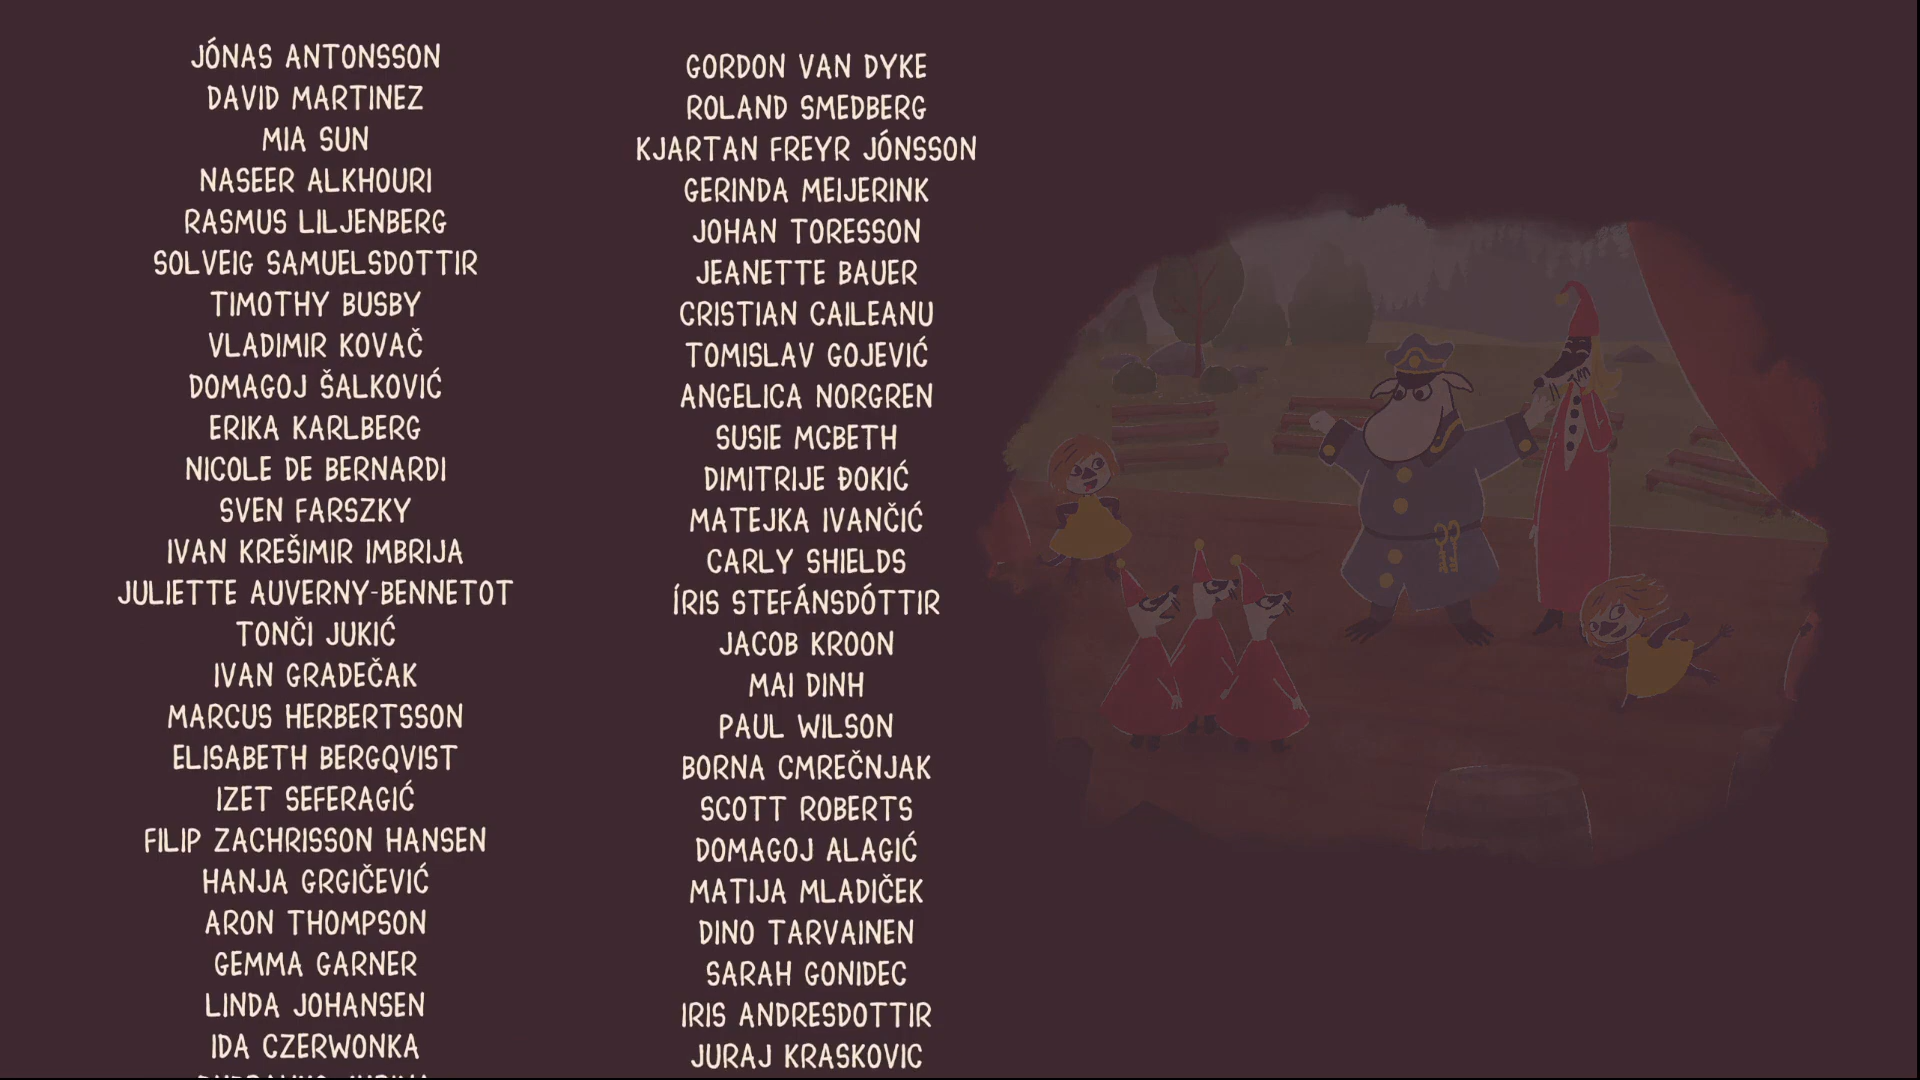 JÓNAS ANTONSSON
DAVID MARTINEZ
MIA SUN
NASEER ALKHOURI
RASMUS LILJENBERG
SOLVEIG SAMUELSDOTTIR
TIMOTHY BUSBY
VLADIMIR KOVAČ
DOMAGOJ ŠALKOVIĆ
ERIKA KARLBERG
NICOLE DE BERNARDI
SVEN FARSZKY
IVAN KREŠIMIR IMBRIJA
JULIETTE AUVERNY-BENNETOT
TONČI JUKIĆ
IVAN GRADEČAK
MARCUS HERBERTSSON
ELISABETH BERGQVIST
IZET SEFERAGIĆ
FILIP ZACHRISSON HANSEN
HANJA GRGIČEVIĆ
ARON THOMPSON
GEMMA GARNER
LINDA JOHANSEN
IDA CZERWONKA
GORDON VAN DYKE
ROLAND SMEDBERG
KJARTAN FREYR JÓNSSON
GERINDA MEIJERINK
JOHAN TORESSON
JEANETTE BAUER
CRISTIAN CAILEANU
TOMISLAV GOJEVIĆ
ANGELICA NORGREN
SUSIE MCBETH
DIMITRIJE ĐOKIĆ
MATEJKA IVANČIĆ
CARLY SHIELDS
ÍRIS STEFÁNSDÓTTIR
JACOB KROON
MAI DINH
PAUL WILSON
BORNA CMREČNJAK
SCOTT ROBERTS
DOMAGOJ ALAGIĆ
MATIJA MLADIČEK
DINO TARVAINEN
SARAH GONIDEC
IRIS ANDRESDOTTIR
JURAJ KRASKOVIC